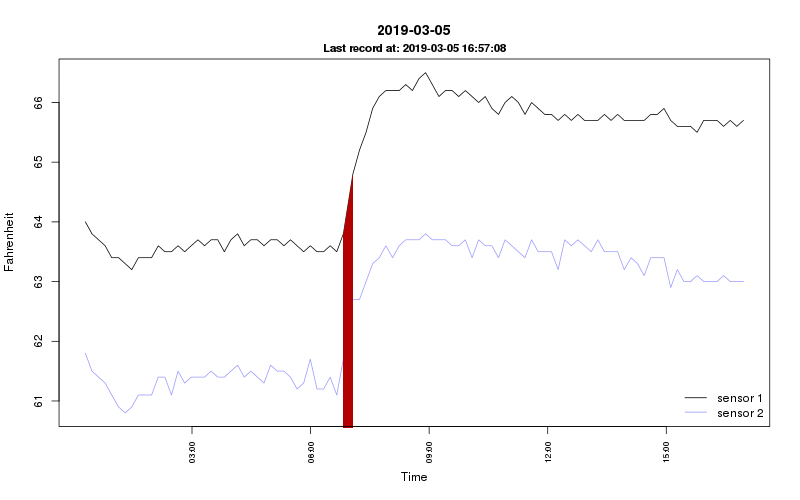 2019-03-05
Last record at: 2019-03-05 16:57:08
Fahrenheit
66
65
64
63
62
61
sensor 1
sensor 2
03:00
06:00
09:00
12:00
15:00
Time